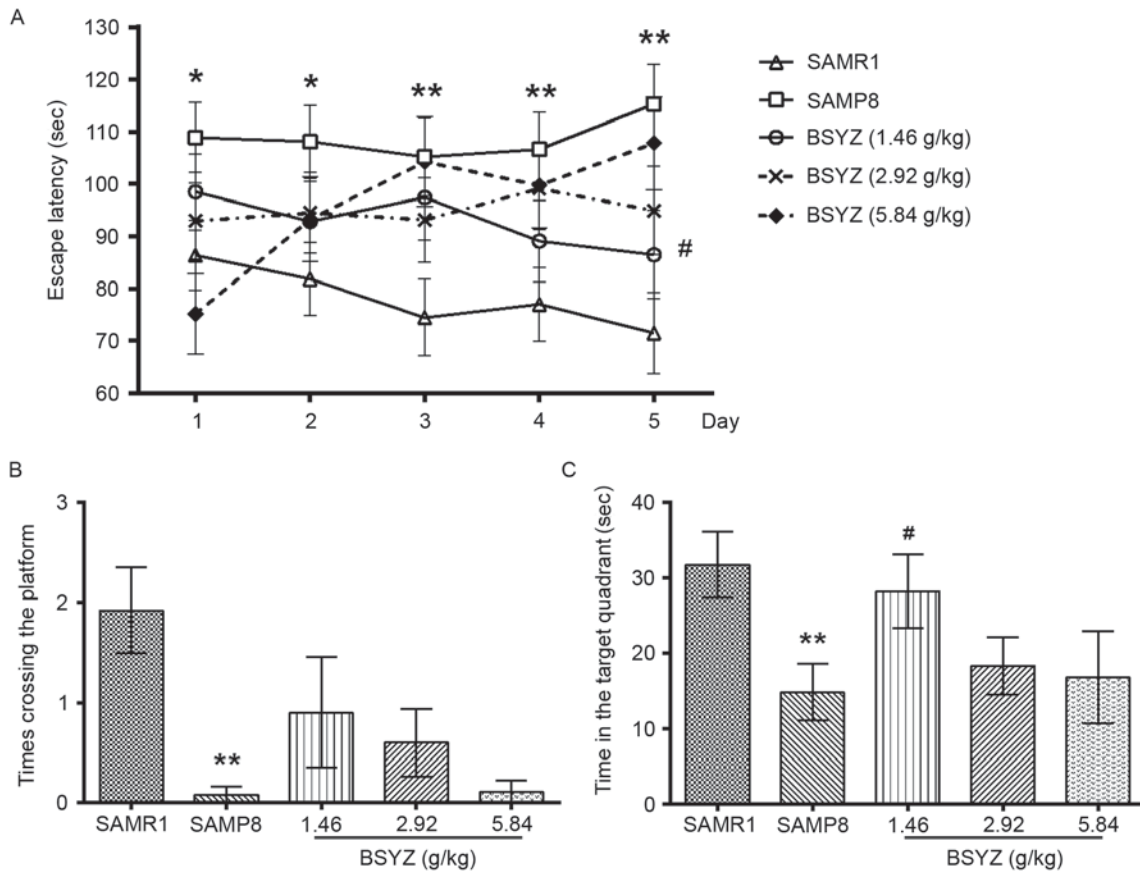 A
130
120
110
100
90
80
70
60
Escape latency (sec)
* * ** ** **
#
1 2 3 4 5 Day
SAMR1
SAMP8
BSYZ (1.46 g/kg)
BSYZ (2.92 g/kg)
BSYZ (5.84 g/kg)
B
3
2
1
0
Times crossing the platform
**
SAMR1 SAMP8 1.46 2.92 5.84
BSYZ (g/kg)
C
40
30
20
10
0
Time in the target quadrant (sec)
#
**
SAMR1 SAMP8 1.46 2.92 5.84
BSYZ (g/kg)